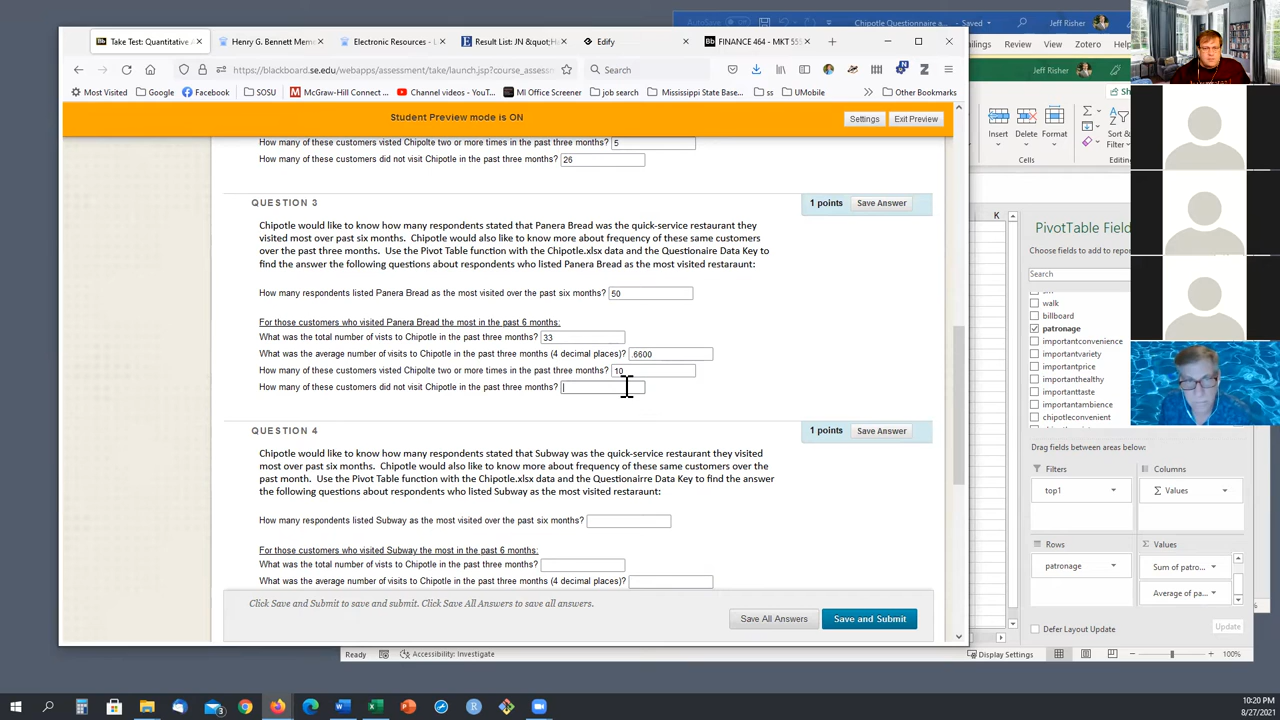 AutoSave
Chipotle Questionnaire a... - Saved
Jeff Risher
Take Test: Quantitative A
Henry G. Bennett Mem
Electronic Resources -
Result List: IN &quoth
Edify
FINANCE 464 - MKT 55
ailings
Review
View
Zotero
Jeff Risher
https://blackboard.se.edu/webapps/assessment/take/launch.jsp?course_assess
Search
Most Visited
Google
Facebook
SOSU
McGraw-Hill Connect
Channel videos - YouT...
MI Office Screener
job search
Mississippi State Base...
ss
UMobile
Other Bookmarks
Student Preview mode is ON
Settings
Exit Preview
Insert
Delete
Format
Sort &
Filter
Cells
How many of these customers visted Chipolte two or more times in the past three months? 5
How many of these customers did not visit Chipotle in the past three months? 26
QUESTION 3
1 points
Save Answer
Chipotle would like to know how many respondents stated that Panera Bread was the quick-service restaurant they
visited most over past six months. Chipotle would also like to know more about frequency of these same customers
over the past three months. Use the Pivot Table function with the Chipotle.xlsx data and the Questionaire Data Key to
find the answer the following questions about respondents who listed Panera Bread as the most visited restaraunt:
How many respondents listed Panera Bread as the most visited over the past six months? 50
For those customers who visited Panera Bread the most in the past 6 months:
What was the total number of vists to Chipotle in the past three months? 33
What was the average number of visits to Chipotle in the past three months (4 decimal places)? .6600
How many of these customers visted Chipotle two or more times in the past three months? 10
How many of these customers did not visit Chipotle in the past three months?
QUESTION 4
1 points
Save Answer
Chipotle would like to know how many respondents stated that Subway was the quick-service restaurant they visited
most over past six months. Chipotle would also like to know more about frequency of these same customers over the
past month. Use the Pivot Table function with the Chipotle.xlsx data and the Questionairre Data Key to find the answer
the following questions about respondents who listed Subway as the most visited restaraunt:
How many respondents listed Subway as the most visited over the past six months?
For those customers who visited Subway the most in the past 6 months:
What was the total number of visits to Chipotle in the past three months?
What was the average number of visits to Chipotle in the past three months (4 decimal places)?
Click Save and Submit to save and submit. Click Save All Answers to save all answers.
Save All Answers
Save and Submit
K
PivotTable Field
Choose fields to add to report:
Search
walk
billboard
patronage
importantconvenience
importantvariety
importantprice
importanthealthy
importanttaste
importantambience
chipotleconvenient
Drag fields between areas below:
Filters
Columns
top1
Σ Values
Rows
Σ Values
patronage
Sum of patro...
Average of pa...
Defer Layout Update
Update
Ready
Accessibility: Investigate
Display Settings
100%
10:20 PM
8/27/2021